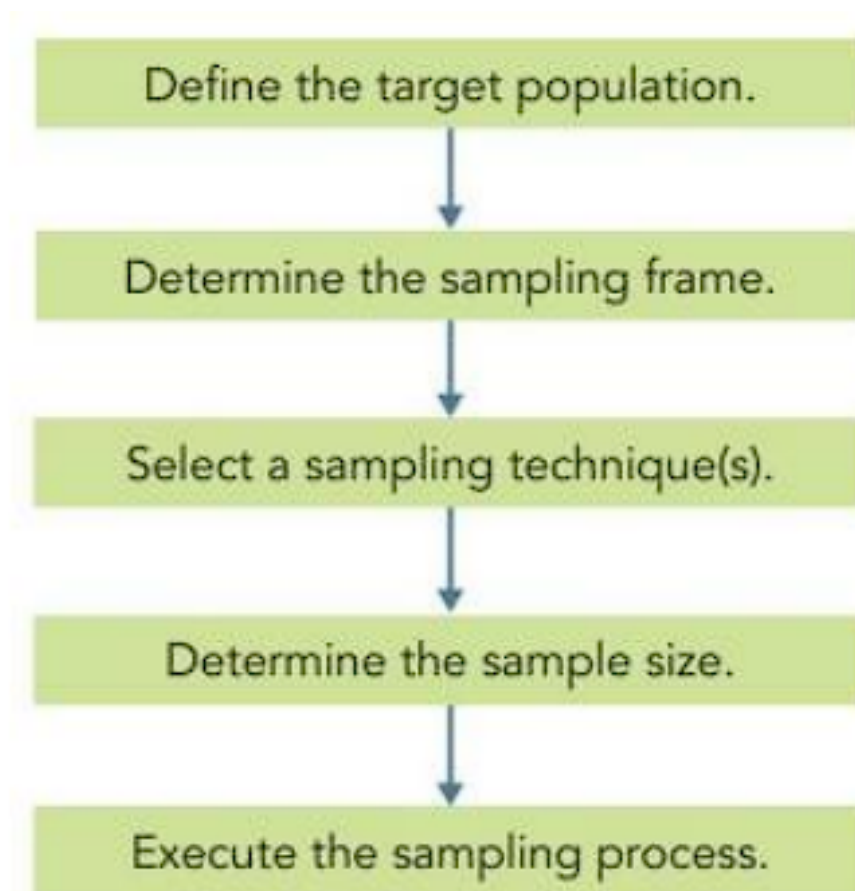 Define the target population.
Determine the sampling frame.
Select a sampling technique(s).
Determine the sample size.
Execute the sampling process.